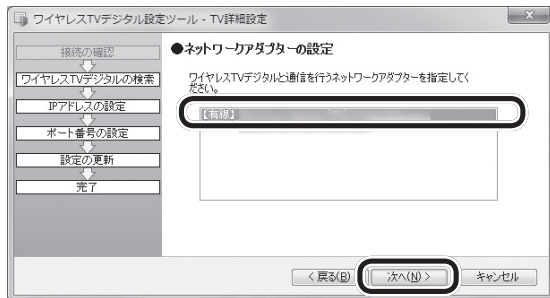 ワイヤレスTVデジタル設定ツール - TV詳細設定
接続の確認
ワイヤレスTVデジタルの検索
IPアドレスの設定
ポート番号の設定
設定の更新
完了
●ネットワークアダプターの設定
ワイヤレスTVデジタルと通信を行うネットワークアダプターを指定してく
ださい。
【有線】
< 戻る(B)
次へ(N) >
キャンセル